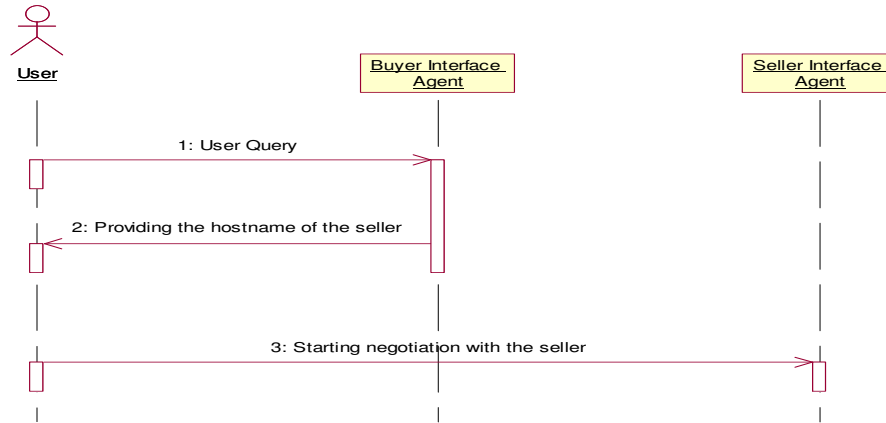 User
Buyer Interface
Agent
Seller Interface
Agent
1: User Query
2: Providing the hostname of the seller
3: Starting negotiation with the seller